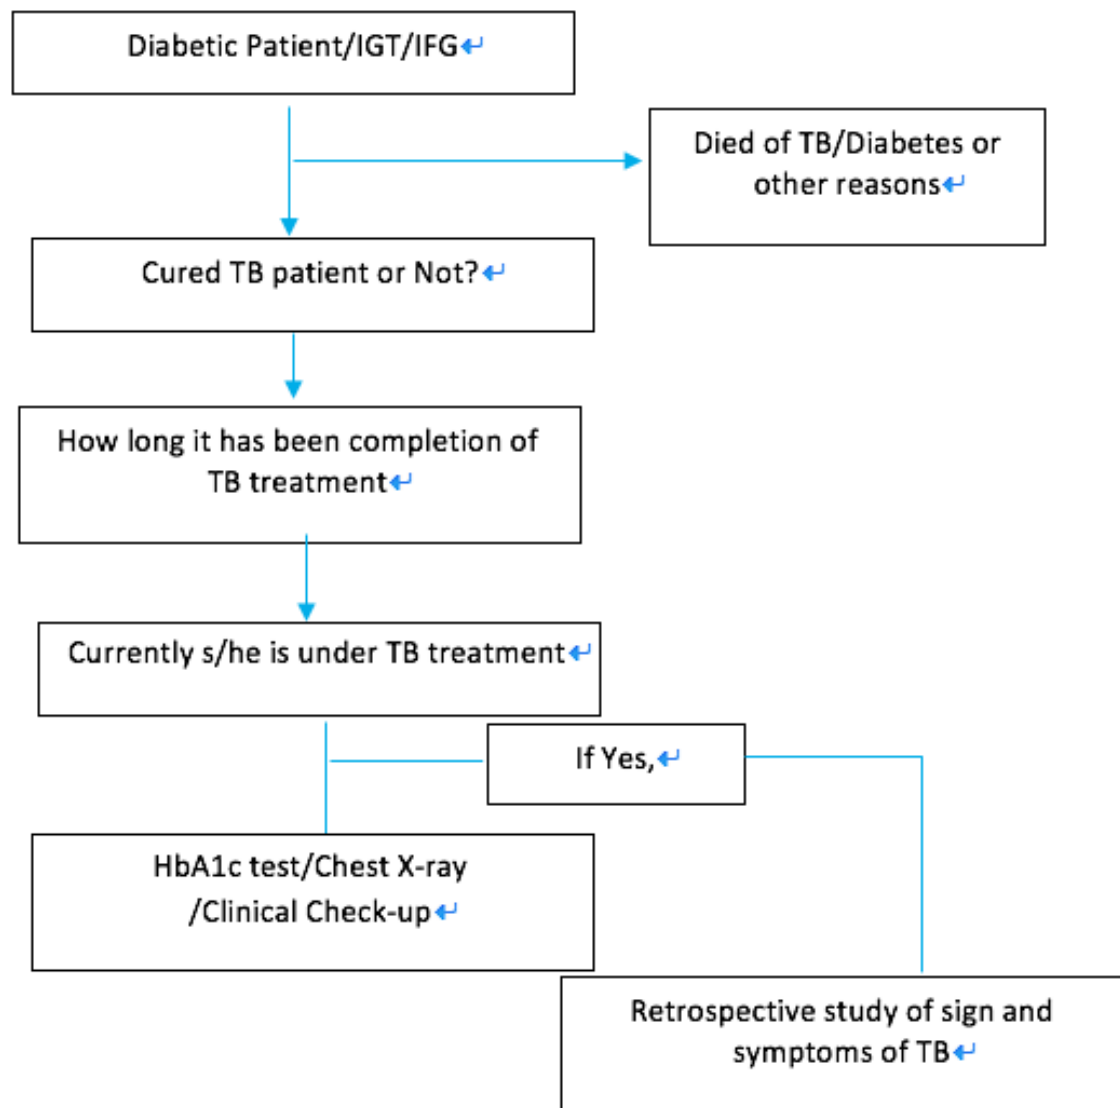 Diabetic Patient/IGT/IFG↵
Died of TB/Diabetes or
other reasons↵
Cured TB patient or Not?↵
How long it has been completion of
TB treatment↵
Currently s/he is under TB treatment↵
If Yes,↵
HbA1c test/Chest X-ray
/Clinical Check-up↵
Retrospective study of sign and
symptoms of TB↵